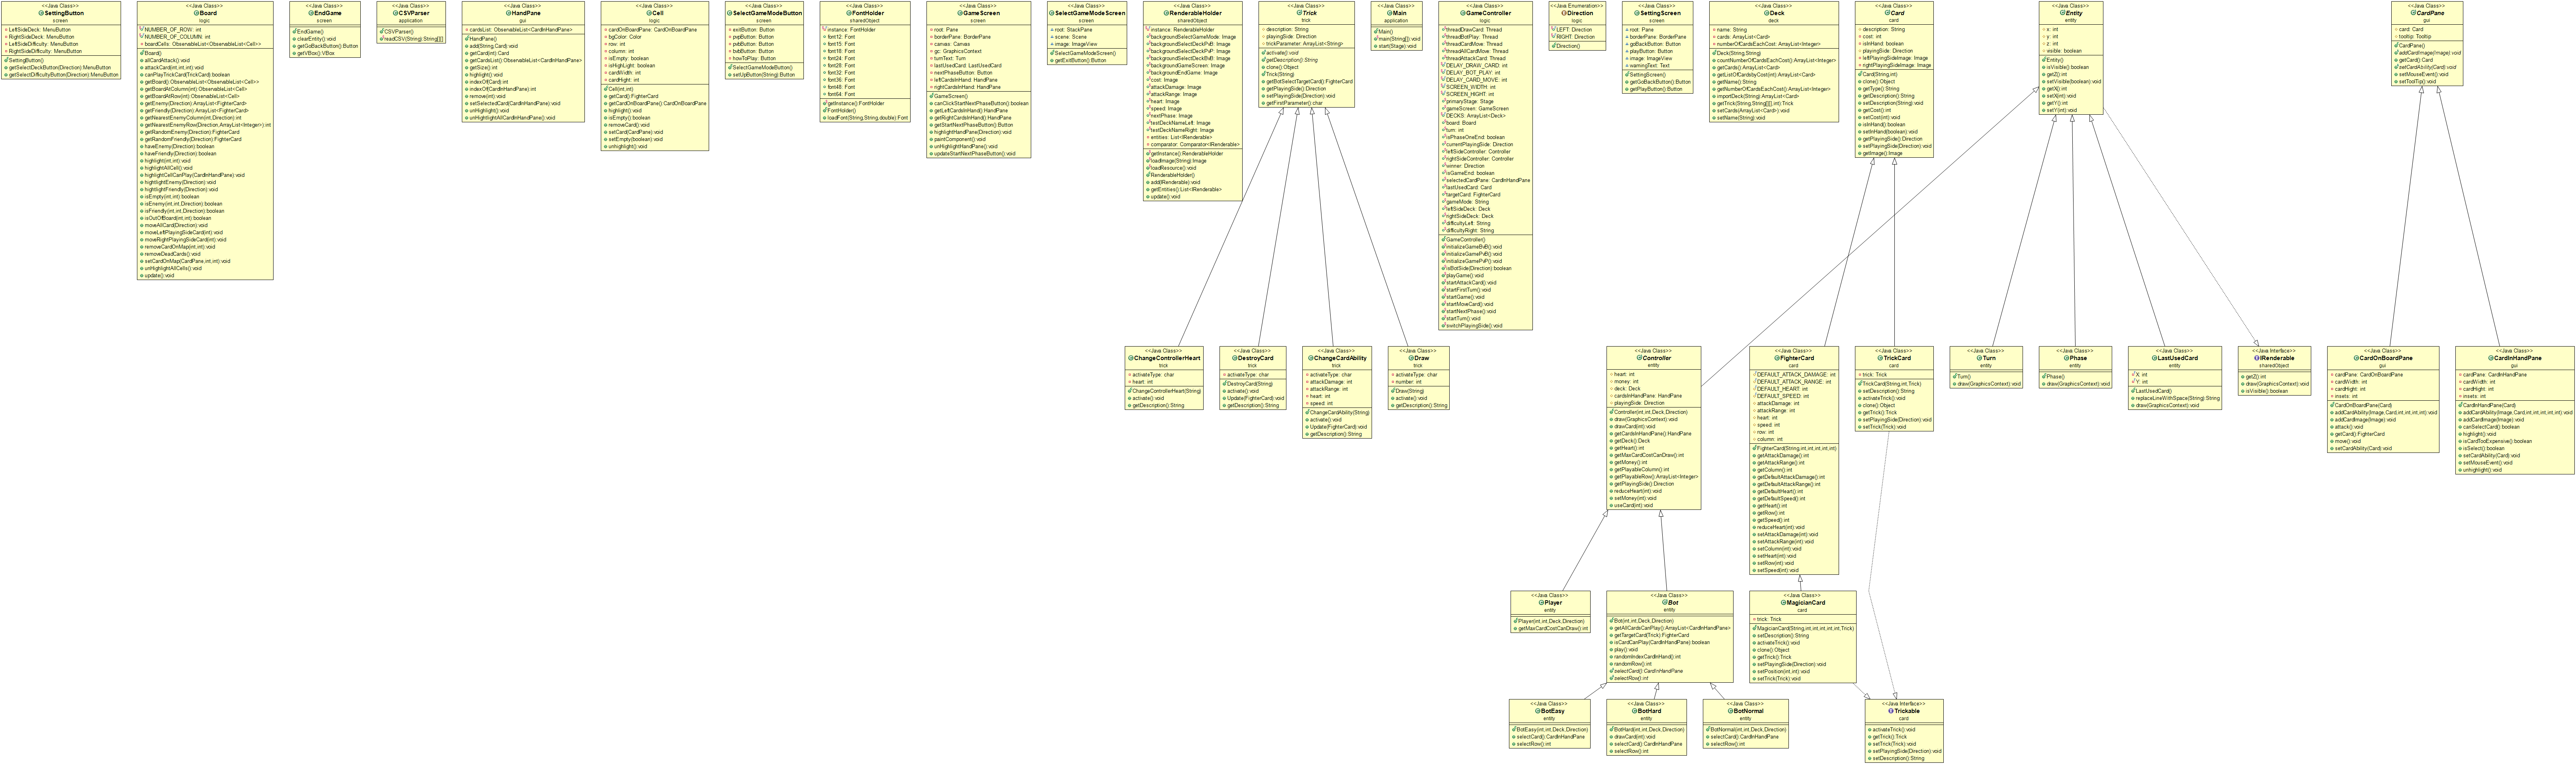 <<Java Class>>
SettingButton
screen
LeftSideDeck: MenuButton
RightSideDeck: MenuButton
LeftSideDifficulty: MenuButton
RightSideDifficulty: MenuButton
SettingButton()
getSelectDeckButton(Direction):MenuButton
getSelectDifficultyButton(Direction):MenuButton
<<Java Class>>
Board
logic
NUMBER_OF_ROW: int
NUMBER_OF_COLUMN: int
boardCells: ObservableList<ObservableList<Cell>>
Board()
allCardAttack():void
attackCard(int,int,int):void
canPlayTrickCard(TrickCard):boolean
getBoard():ObservableList<ObservableList<Cell>>
getBoardAtColumn(int):ObservableList<Cell>
getBoardAtRow(int):ObservableList<Cell>
getEnemy(Direction):ArrayList<FighterCard>
getFriendly(Direction):ArrayList<FighterCard>
getNearestEnemyColumn(int,Direction):int
getNearestEnemyRow(Direction,ArrayList<Integer>):int
getRandomEnemy(Direction):FighterCard
getRandomFriendly(Direction):FighterCard
haveEnemy(Direction):boolean
haveFriendly(Direction):boolean
highlight(int,int):void
highlightAllCell():void
highlightCellCanPlay(CardInHandPane):void
hightlightEnemy(Direction):void
hightlightFriendly(Direction):void
isEmpty(int,int):boolean
isEnemy(int,int,Direction):boolean
isFriendly(int,int,Direction):boolean
isOutOfBoard(int,int):boolean
moveAllCard(Direction):void
moveLeftPlayingSideCard(int,int):void
moveRightPlayingSideCard(int,int):void
removeCardOnMap(int,int):void
removeDeadCards():void
setCardOnMap(CardPane,int,int):void
unHighlightAllCells():void
update():void
<<Java Class>>
EndGame
screen
EndGame()
clearEntity():void
getGoBackButton():Button
getVBox():VBox
<<Java Class>>
CSVParser
application
CSVParser()
readCSV(String):String[][]
<<Java Class>>
HandPane
gui
cardsList: ObservableList<CardInHandPane>
HandPane()
add(String,Card):void
getCardsList():ObservableList<CardInHandPane>
getSize():int
highlight():void
indexOf(Card):int
getCard(int):Card
unHighlight():void
indexOf(CardInHandPane):int
remove(int):void
setSelectedCard(CardInHandPane):void
unHighlightAllCardInHandPane():void
<<Java Class>>
Cell
logic
cardOnBoardPane: CardOnBoardPane
bgColor: Color
row: int
column: int
isEmpty: boolean
isHighLight: boolean
cardWidth: int
cardHight: int
Cell(int,int)
getCard():FighterCard
getCardOnBoardPane():CardOnBoardPane
highlight():void
isEmpty():boolean
removeCard():void
setCard(CardPane):void
setEmpty(boolean):void
unhighlight():void
<<Java Class>>
SelectGameModeButton
screen
exitButton: Button
pvpButton: Button
pvbButton: Button
bvbButton: Button
howToPlay: Button
SelectGameModeButton()
setUpButton(String):Button
<<Java Class>>
FontHolder
sharedObject
instance: FontHolder
font12: Font
font15: Font
font18: Font
font24: Font
font28: Font
font32: Font
font36: Font
font48: Font
font64: Font
getInstance():FontHolder
FontHolder()
loadFont(String,String,double):Font
<<Java Class>>
GameScreen
screen
root: Pane
borderPane: BorderPane
canvas: Canvas
gc: GraphicsContext
lastUsedCard: LastUsedCard
turnText: Turn
nextPhaseButton: Button
leftCardsInHand: HandPane
rightCardsInHand: HandPane
GameScreen()
canClickStartNextPhaseButton():boolean
getLeftCardsInHand():HandPane
getRightCardsInHand():HandPane
getStartNextPhaseButton():Button
highlightHandPane(Direction):void
paintComponent():void
unHighlightHandPane():void
updateStartNextPhaseButton():void
<<Java Class>>
SelectGameModeScreen
screen
root: StackPane
scene: Scene
image: ImageView
SelectGameModeScreen()
getExitButton():Button
<<Java Class>>
RenderableHolder
sharedObject
instance: RenderableHolder
backgroundSelectGameMode: Image
backgroundSelectDeckPvB: Image
backgroundSelectDeckPvP: Image
backgroundSelectDeckBvB: Image
backgroundGameScreen: Image
backgroundEndGame: Image
attackDamage: Image
attackRange: Image
heart: Image
speed: Image
cost: Image
nextPhase: Image
textDeckNameLeft: Image
textDeckNameRight: Image
entities: List<IRenderable>
comparator: Comparator<IRenderable>
getInstance():RenderableHolder
loadImage(String):Image
loadResource():void
RenderableHolder()
add(IRenderable):void
getEntities():List<IRenderable>
update():void
<<Java Class>>
Trick
trick
description: String
playingSide: Direction
trickParameter: ArrayList<String>
activate():void
getDescription():String
clone():Object
Trick(String)
getBotSelectTargetCard():FighterCard
getPlayingSide():Direction
setPlayingSide(Direction):void
getFirstParameter():char
<<Java Class>>
Main
application
Main()
main(String[]):void
start(Stage):void
<<Java Class>>
GameController
logic
threadDrawCard: Thread
threadBotPlay: Thread
threadCardMove: Thread
threadAllCardMove: Thread
threadAttackCard: Thread
DELAY_DRAW_CARD: int
DELAY_BOT_PLAY: int
DELAY_CARD_MOVE: int
SCREEN_WIDTH: int
SCREEN_HIGHT: int
primaryStage: Stage
gameScreen: GameScreen
DECKS: ArrayList<Deck>
board: Board
turn: int
isPhaseOneEnd: boolean
currentPlayingSide: Direction
leftSideController: Controller
rightSideController: Controller
winner: Direction
isGameEnd: boolean
selectedCardPane: CardInHandPane
lastUsedCard: Card
targetCard: FighterCard
gameMode: String
leftSideDeck: Deck
rightSideDeck: Deck
difficultyLeft: String
difficultyRight: String
GameController()
initializeGameBvB():void
initializeGamePvB():void
initializeGamePvP():void
isBotSide(Direction):boolean
playGame():void
startAttackCard():void
startFirstTurn():void
startGame():void
startMoveCard():void
startNextPhase():void
startTurn():void
switchPlayingSide():void
<<Java Enumeration>>
Direction
logic
LEFT: Direction
RIGHT: Direction
Direction()
<<Java Class>>
SettingScreen
screen
root: Pane
borderPane: BorderPane
goBackButton: Button
playButton: Button
image: ImageView
warningText: Text
SettingScreen()
getGoBackButton():Button
getPlayButton():Button
<<Java Class>>
Deck
deck
name: String
cards: ArrayList<Card>
numberOfCardsEachCost: ArrayList<Integer>
Deck(String,String)
countNumberOfCardsEachCost():ArrayList<Integer>
getCards():ArrayList<Card>
getListOfCardsbyCost(int):ArrayList<Card>
getName():String
getNumberOfCardsEachCost():ArrayList<Integer>
importDeck(String):ArrayList<Card>
getTrick(String,String[][],int):Trick
setCards(ArrayList<Card>):void
setName(String):void
<<Java Class>>
Card
card
description: String
cost: int
isInHand: boolean
playingSide: Direction
leftPlayingSideImage: Image
rightPlayingSideImage: Image
Card(String,int)
clone():Object
getType():String
getDescription():String
setDescription(String):void
getCost():int
setCost(int):void
isInHand():boolean
setInHand(boolean):void
getPlayingSide():Direction
setPlayingSide(Direction):void
getImage():Image
<<Java Class>>
Entity
entity
x: int
y: int
z: int
visible: boolean
Entity()
isVisible():boolean
getZ():int
setVisible(boolean):void
getX():int
setX(int):void
getY():int
setY(int):void
<<Java Class>>
CardPane
gui
card: Card
tooltip: Tooltip
CardPane()
addCardImage(Image):void
getCard():Card
setCardAbility(Card):void
setMouseEvent():void
setToolTip():void
<<Java Class>>
ChangeControllerHeart
trick
activateType: char
heart: int
ChangeControllerHeart(String)
activate():void
getDescription():String
<<Java Class>>
DestroyCard
trick
activateType: char
DestroyCard(String)
activate():void
Update(FighterCard):void
getDescription():String
<<Java Class>>
ChangeCardAbility
trick
activateType: char
attackDamage: int
attackRange: int
heart: int
speed: int
ChangeCardAbility(String)
activate():void
Update(FighterCard):void
getDescription():String
<<Java Class>>
Draw
trick
activateType: char
number: int
Draw(String)
activate():void
getDescription():String
<<Java Class>>
Controller
entity
heart: int
money: int
deck: Deck
cardsInHandPane: HandPane
playingSide: Direction
Controller(int,int,Deck,Direction)
draw(GraphicsContext):void
drawCard(int):void
getCardsInHandPane():HandPane
getDeck():Deck
getHeart():int
getMaxCardCostCanDraw():int
getMoney():int
getPlayableColumn():int
getPlayableRow():ArrayList<Integer>
getPlayingSide():Direction
reduceHeart(int):void
setMoney(int):void
useCard(int):void
<<Java Class>>
FighterCard
card
DEFAULT_ATTACK_DAMAGE: int
DEFAULT_ATTACK_RANGE: int
DEFAULT_HEART: int
DEFAULT_SPEED: int
attackDamage: int
attackRange: int
heart: int
speed: int
row: int
column: int
FighterCard(String,int,int,int,int,int)
getAttackDamage():int
getAttackRange():int
getColumn():int
getDefaultAttackDamage():int
getDefaultAttackRange():int
getDefaultHeart():int
getDefaultSpeed():int
getHeart():int
getRow():int
getSpeed():int
reduceHeart(int):void
setAttackDamage(int):void
setAttackRange(int):void
setColumn(int):void
setHeart(int):void
setRow(int):void
setSpeed(int):void
<<Java Class>>
TrickCard
card
trick: Trick
TrickCard(String,int,Trick)
setDescription():String
activateTrick():void
clone():Object
getTrick():Trick
setPlayingSide(Direction):void
setTrick(Trick):void
<<Java Class>>
Turn
entity
Turn()
draw(GraphicsContext):void
<<Java Class>>
Phase
entity
Phase()
draw(GraphicsContext):void
<<Java Class>>
LastUsedCard
entity
X: int
Y: int
LastUsedCard()
replaceLineWithSpace(String):String
draw(GraphicsContext):void
<<Java Interface>>
IRenderable
sharedObject
getZ():int
draw(GraphicsContext):void
isVisible():boolean
<<Java Class>>
CardOnBoardPane
gui
cardPane: CardOnBoardPane
cardWidth: int
cardHight: int
insets: int
CardOnBoardPane(Card)
addCardAbility(Image,Card,int,int,int,int):void
addCardImage(Image):void
attack():void
getCard():FighterCard
move():void
setCardAbility(Card):void
<<Java Class>>
CardInHandPane
gui
cardPane: CardInHandPane
cardWidth: int
cardHight: int
insets: int
CardInHandPane(Card)
addCardAbility(Image,Card,int,int,int,int,int):void
addCardImage(Image):void
canSelectCard():boolean
highlight():void
isCardTooExpensive():boolean
isSelect():boolean
setCardAbility(Card):void
setMouseEvent():void
unhighlight():void
<<Java Class>>
Player
entity
Player(int,int,Deck,Direction)
getMaxCardCostCanDraw():int
<<Java Class>>
Bot
entity
Bot(int,int,Deck,Direction)
getAllCardsCanPlay():ArrayList<CardInHandPane>
getTargetCard(Trick):FighterCard
isCardCanPlay(CardInHandPane):boolean
play():void
randomIndexCardInHand():int
randomRow():int
selectCard():CardInHandPane
selectRow():int
<<Java Class>>
MagicianCard
card
trick: Trick
MagicianCard(String,int,int,int,int,int,Trick)
setDescription():String
activateTrick():void
clone():Object
getTrick():Trick
setPlayingSide(Direction):void
setPosition(int,int):void
setTrick(Trick):void
<<Java Class>>
BotEasy
entity
BotEasy(int,int,Deck,Direction)
selectCard():CardInHandPane
selectRow():int
<<Java Class>>
BotHard
entity
BotHard(int,int,Deck,Direction)
drawCard(int):void
selectCard():CardInHandPane
selectRow():int
<<Java Class>>
BotNormal
entity
BotNormal(int,int,Deck,Direction)
selectCard():CardInHandPane
selectRow():int
<<Java Interface>>
Trickable
card
activateTrick():void
getTrick():Trick
setTrick(Trick):void
setPlayingSide(Direction):void
setDescription():String